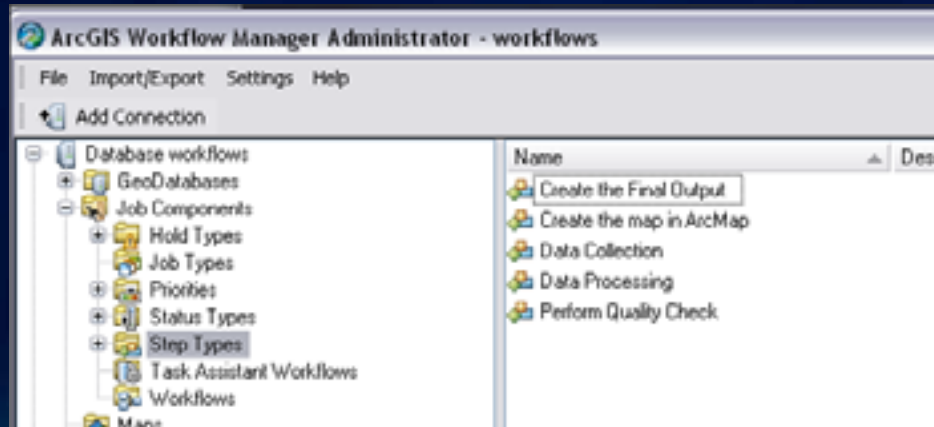 ArcGIS Workflow Manager Administrator - workflows
File Import/Export Settings Help
Add Connection
Database workflows
GeoDatabases
Job Components
Hold Types
Job Types
Priorities
Status Types
Step Types
Task Assistant Workflows
Workflows
Maps
Name Des
Create the Final Output
Create the map in ArcMap
Data Collection
Data Processing
Perform Quality Check